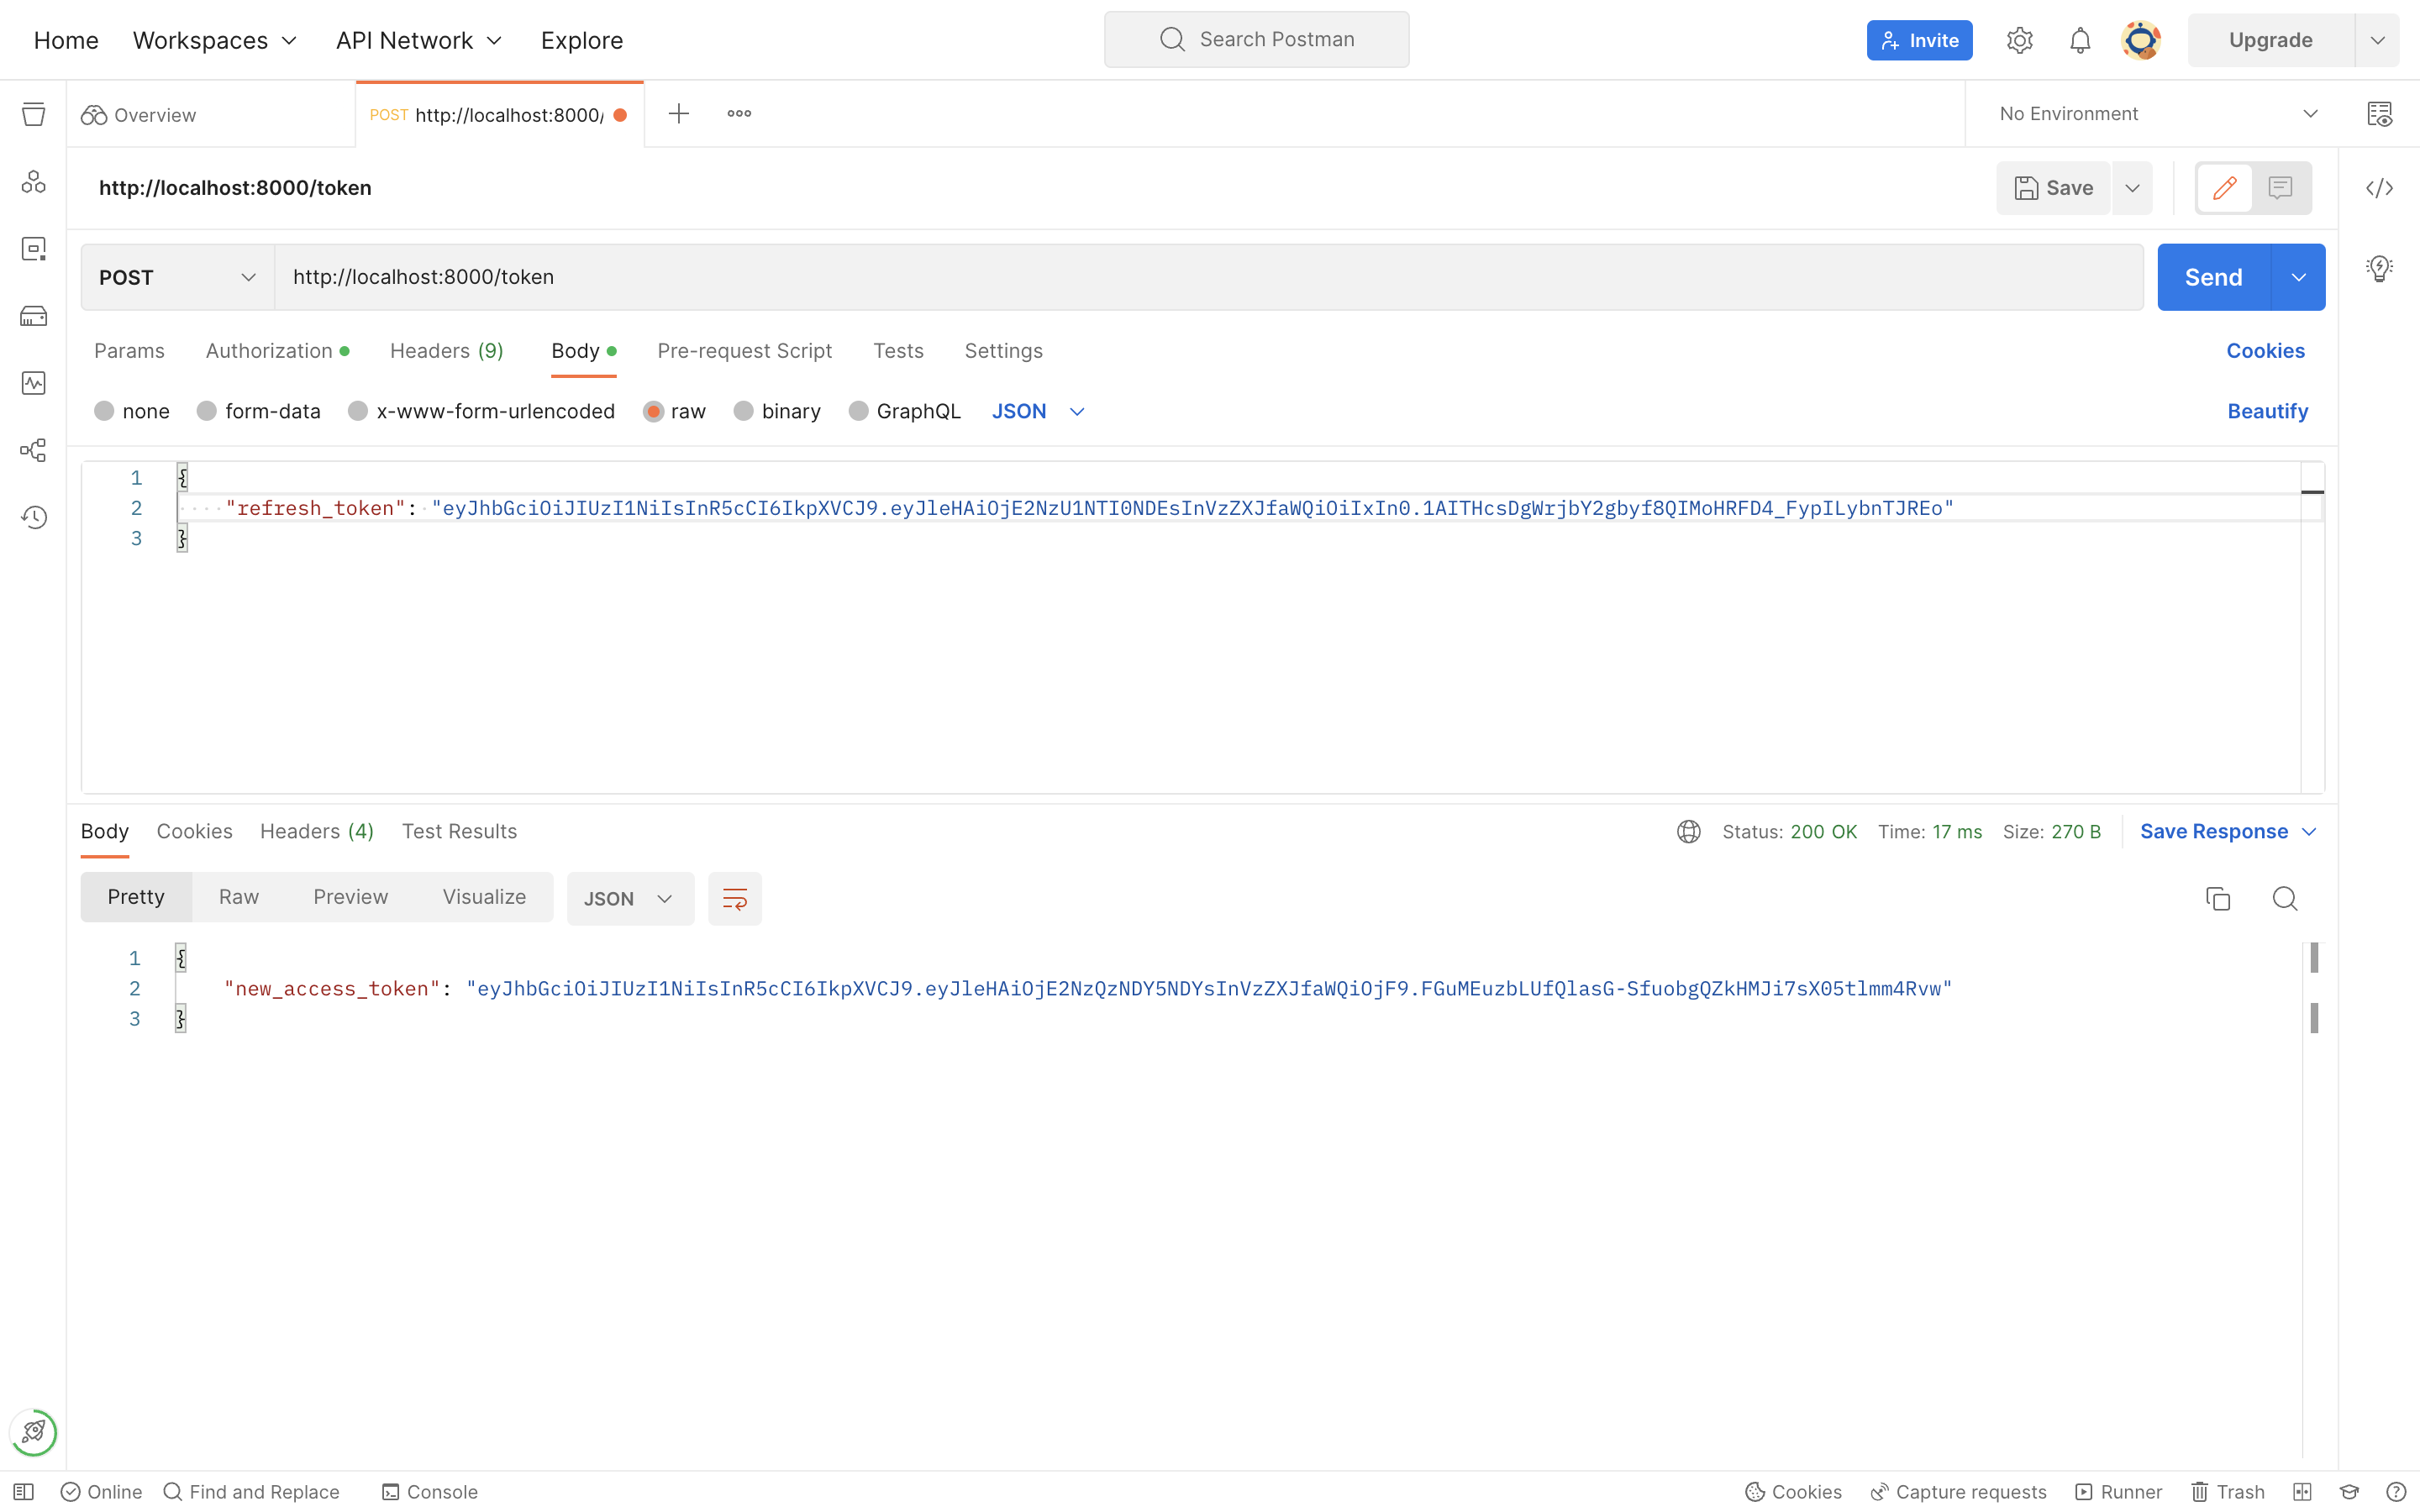 Home Workspaces API Network Explore Search Postman Invite Upgrade
Overview POST http://localhost:8000/ No Environment
http://localhost:8000/token Save
POST http://localhost:8000/token Send
Params Authorization Headers (9) Body Pre-request Script Tests Settings Cookies
none form-data x-www-form-urlencoded raw binary GraphQL JSON Beautify
1 {
2 "refresh_token": "eyJhbGciOiJIUzI1NiIsInR5cCI6IkpXVCJ9.eyJleHAiOjE2NzU1NTI0NDEsInVzZXJfaWQiOiIxIn0.1AITHcsDgWrjbY2gbyf8QIMoHRFD4_FypILybnTJREo"
3 }
Body Cookies Headers (4) Test Results Status: 200 OK Time: 17 ms Size: 270 B Save Response
Pretty Raw Preview Visualize JSON
1 {
2 "new_access_token": "eyJhbGciOiJIUzI1NiIsInR5cCI6IkpXVCJ9.eyJleHAiOjE2NzQzNDY5NDYsInVzZXJfaWQiOjF9.FGuMEuzbLUfQlasG-SfuobgQZkHMJi7sX05tlmm4Rvw"
3 }
Online Find and Replace Console Cookies Capture requests Runner Trash